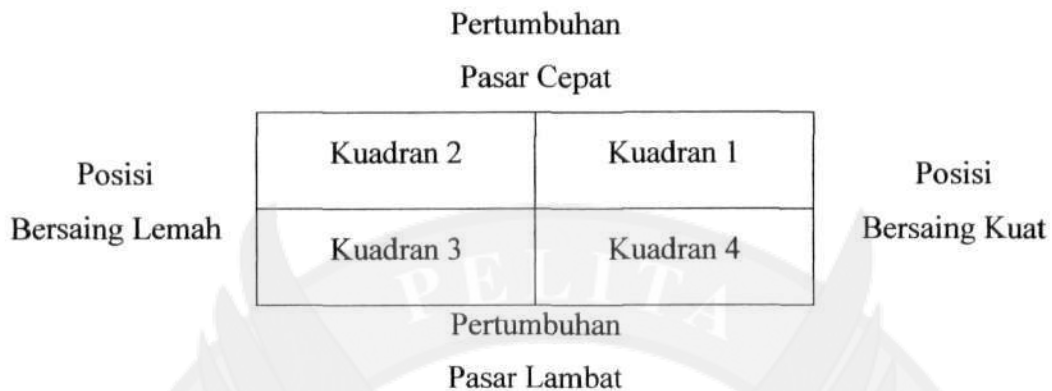 Pertumbuhan
Pasar Cepat
Kuadran 2
Kuadran 1
Posisi
Bersaing Lemah
Posisi
Bersaing Kuat
Kuadran 3
Kuadran 4
PELITA
Pertumbuhan
Pasar Lambat